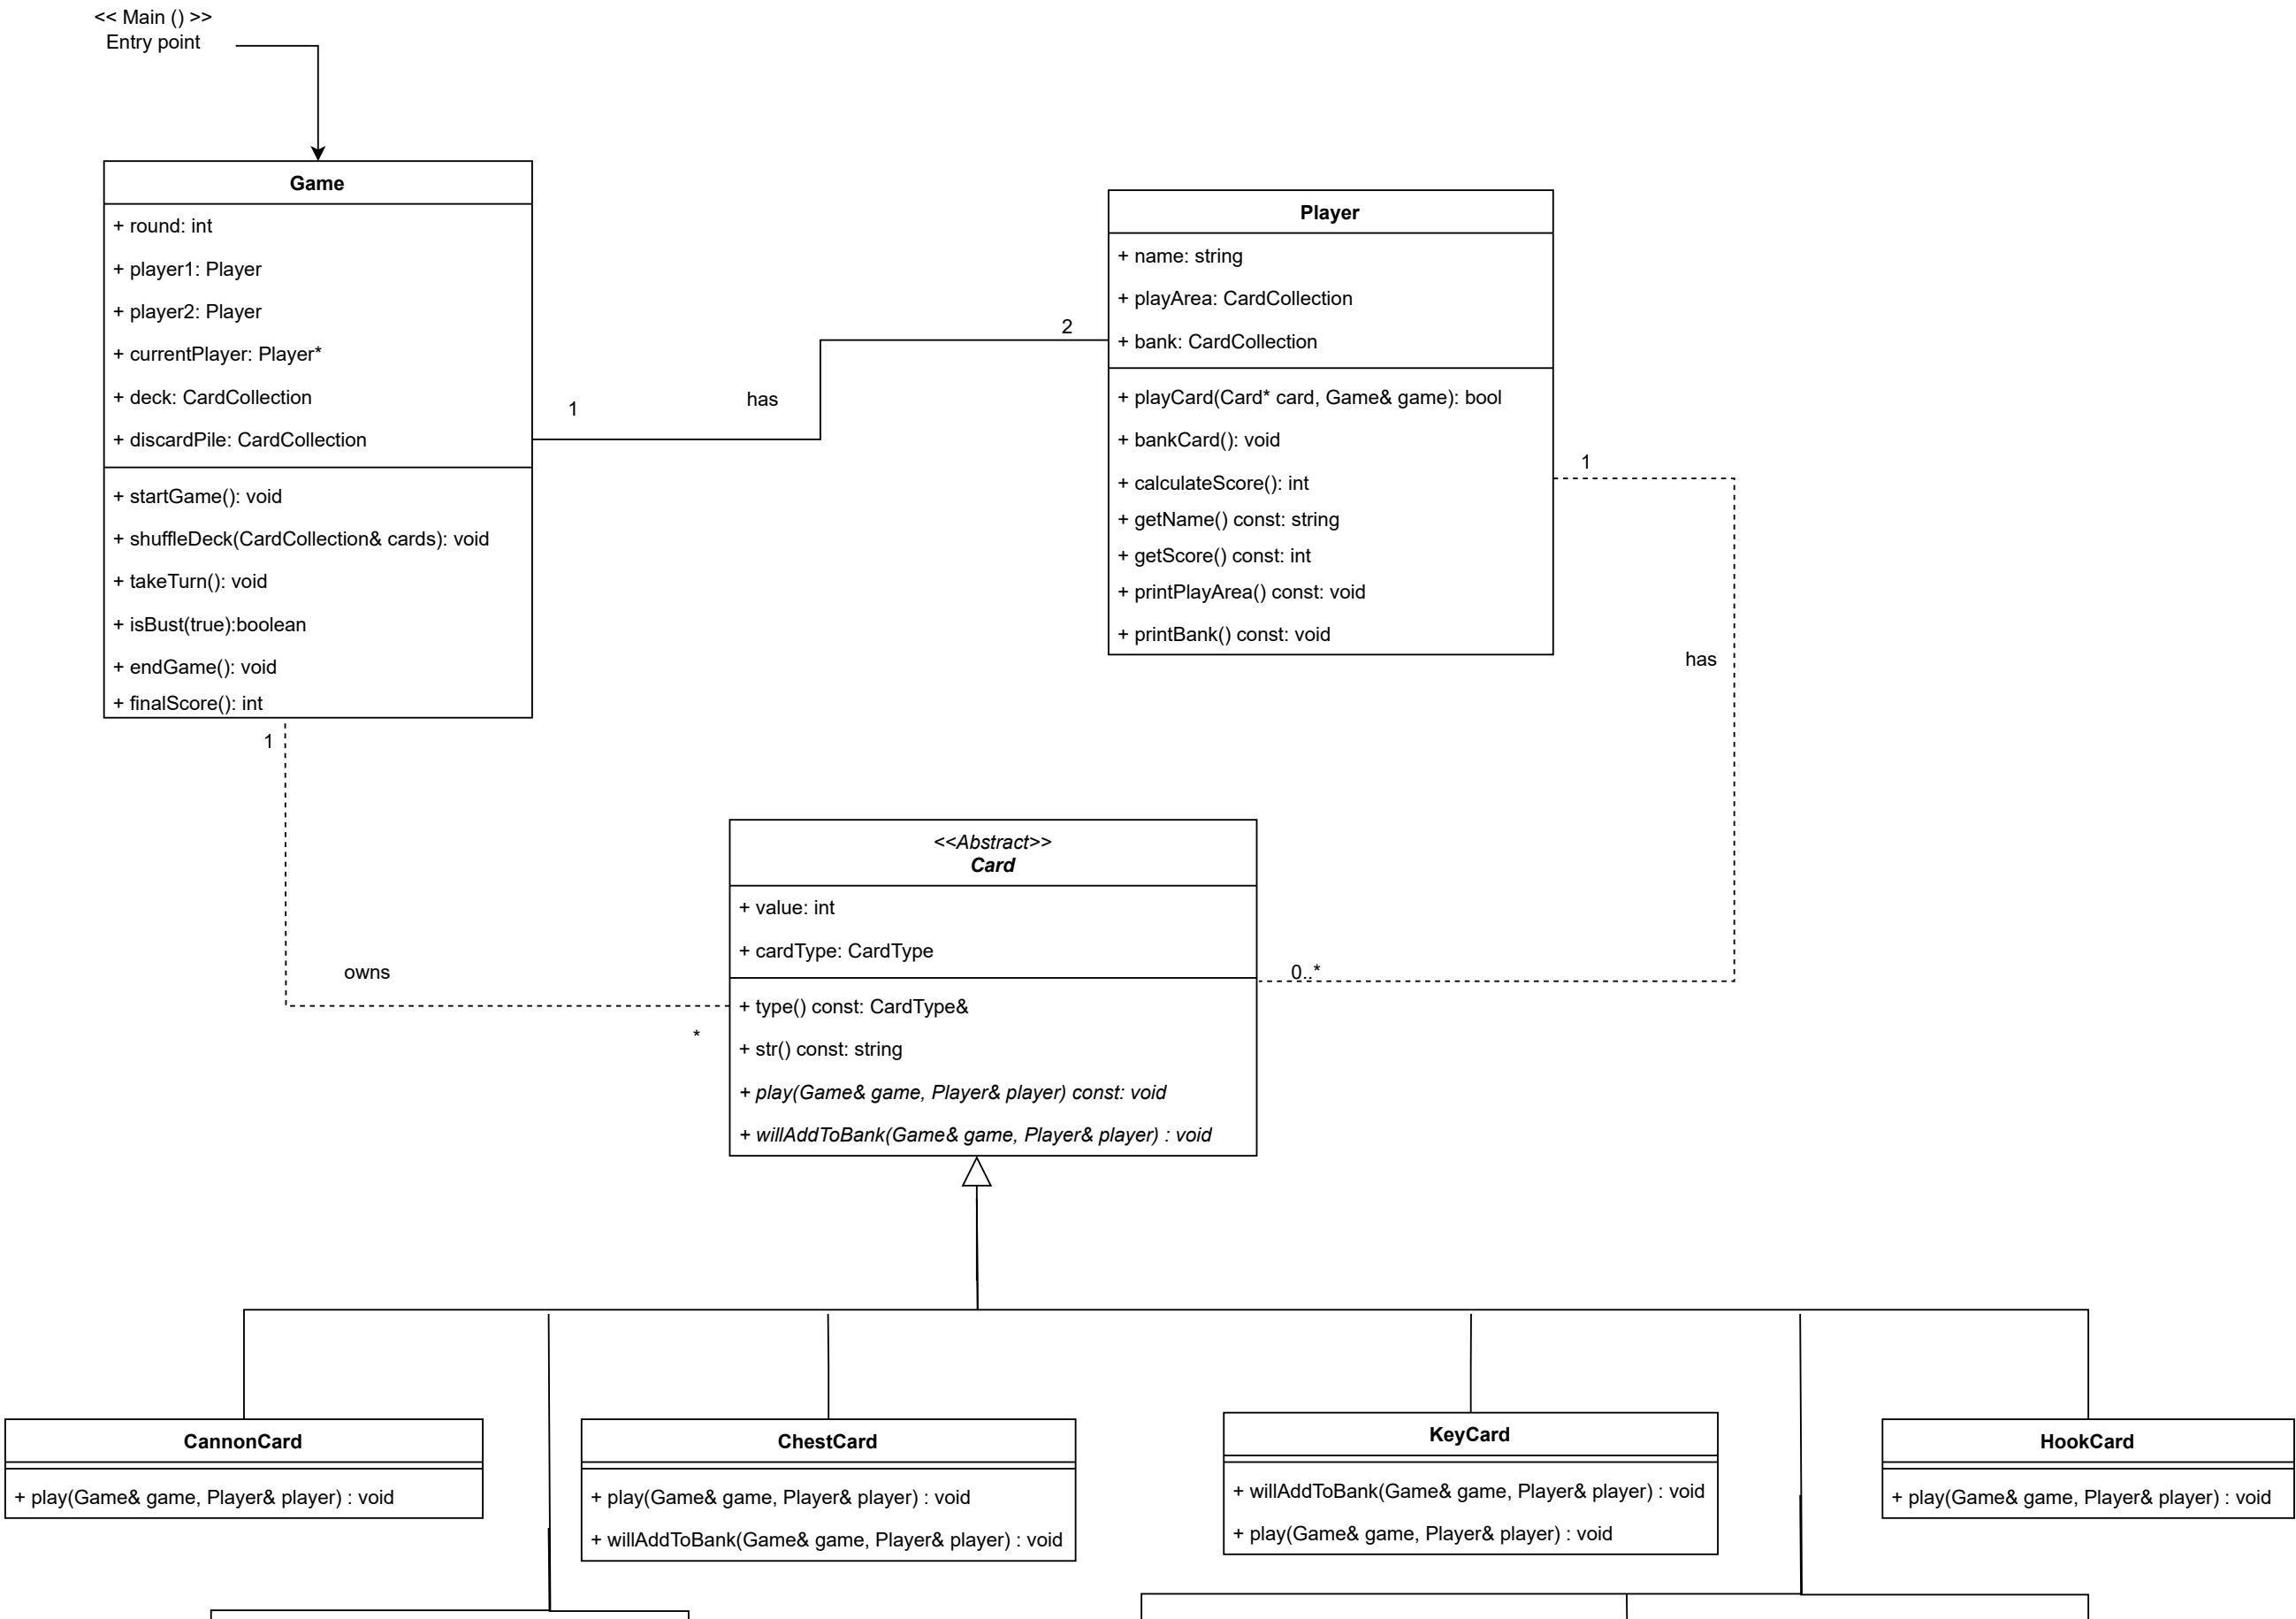 << Main () >>
Entry point
Game
+ round: int
+ player1: Player
+ player2: Player
+ currentPlayer: Player*
+ deck: CardCollection
+ discardPile: CardCollection
+ startGame(): void
+ shuffleDeck(CardCollection& cards): void
+ takeTurn(): void
+ isBust(true):boolean
+ endGame(): void
+ finalScore(): int
1
has
2
Player
+ name: string
+ playArea: CardCollection
+ bank: CardCollection
+ playCard(Card* card, Game& game): bool
+ bankCard(): void
+ calculateScore(): int
+ getName() const: string
+ getScore() const: int
+ printPlayArea() const: void
+ printBank() const: void
1
has
0..*
1
owns
*
<<Abstract>>
Card
+ value: int
+ cardType: CardType
+ type() const: CardType&
+ str() const: string
+ play(Game& game, Player& player) const: void
+ willAddToBank(Game& game, Player& player) : void
CannonCard
+ play(Game& game, Player& player) : void
ChestCard
+ play(Game& game, Player& player) : void
+ willAddToBank(Game& game, Player& player) : void
KeyCard
+ willAddToBank(Game& game, Player& player) : void
+ play(Game& game, Player& player) : void
HookCard
+ play(Game& game, Player& player) : void